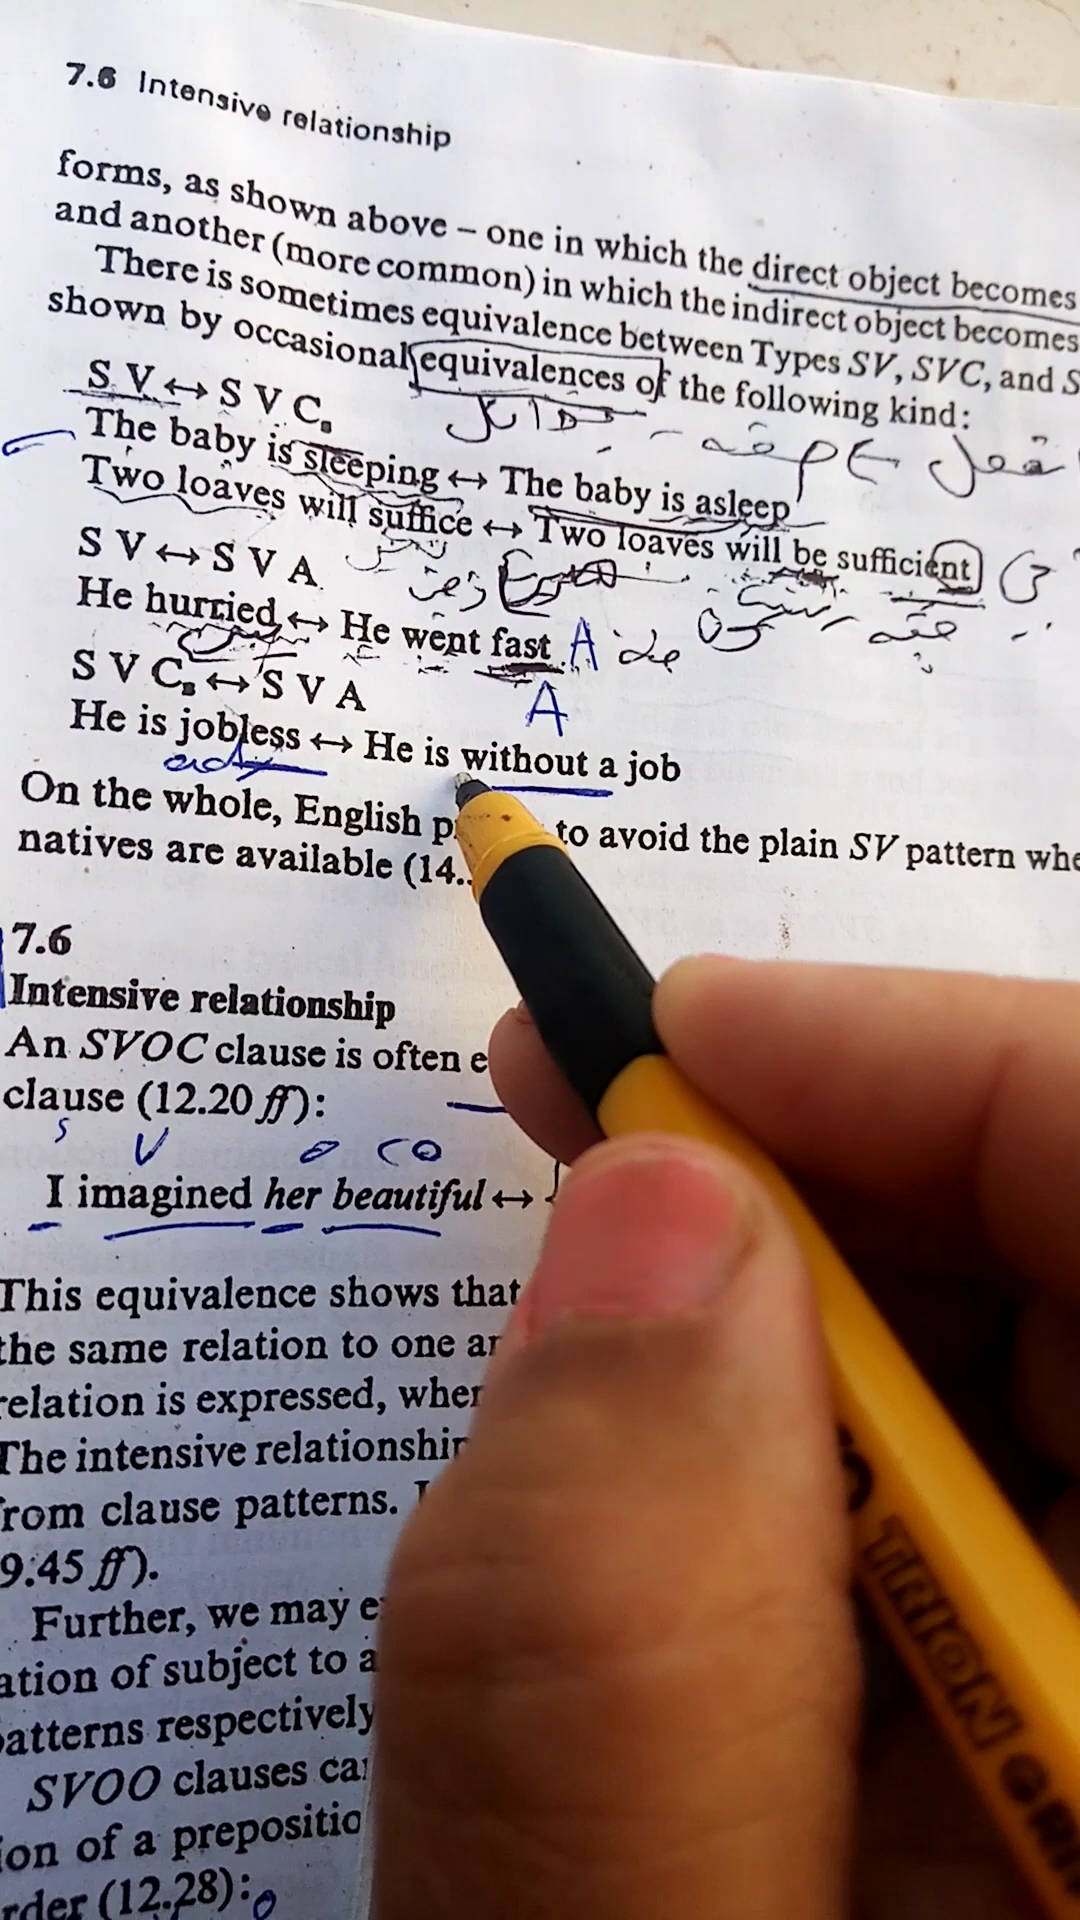 7.6 Intensive relationship
forms, as shown above – one in which the direct object becomes
and another (more common) in which the indirect object becomes
There is sometimes equivalence between Types SV, SVC, and S
shown by occasional equivalences of the following kind:
S V ↔ S V Cs
The baby is sleeping ↔ The baby is asleep
Two loaves will suffice ↔ Two loaves will be sufficient
S V ↔ S V A
He hurried ↔ He went fast A
S V Cs ↔ S V A
A
He is jobless ↔ He is without a job
adj
On the whole, English to avoid the plain SV pattern whe
natives are available (14.
7.6
Intensive relationship
An SVOC clause is often e
clause (12.20 ff):
S V O CO
I imagined her beautiful ↔
This equivalence shows that
the same relation to one an
relation is expressed, when
The intensive relationship
from clause patterns.
9.45 ff).
Further, we may e
ation of subject to a
patterns respectively
SVOO clauses ca
ion of a prepositio
rder (12.28):
O
TRION GRI